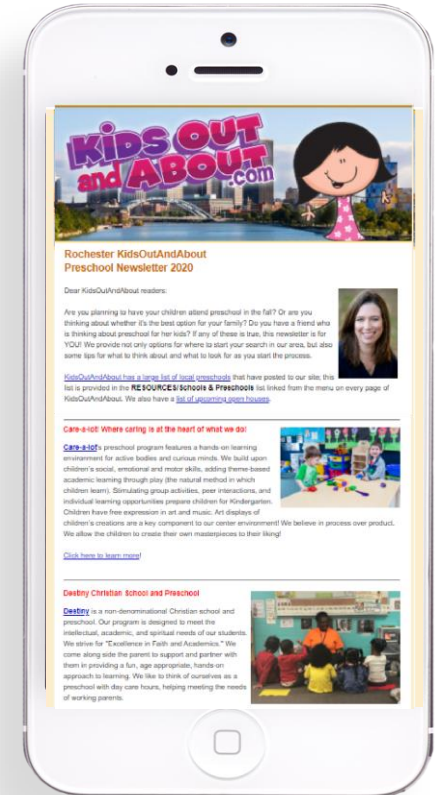 KIDS OUT
and ABOUT
.com
Rochester KidsOutAndAbout
Preschool Newsletter 2020
Dear KidsOutAndAbout readers:
Are you planning to have your children attend preschool in the fall? Or are you
thinking about whether it's the best option for your family? Do you have a friend who
is thinking about preschool for her kids? If any of these is true, this newsletter is for
YOU! We provide not only options for where to start your search in our area, but also
some tips for what to think about and what to look for as you start the process.
KidsOutAndAbout has a large list of local preschools that have posted to our site; this
list is provided in the RESOURCES/Schools & Preschools list linked from the menu on every page of
KidsOutAndAbout. We also have a list of upcoming open houses.
Care-a-lot! Where caring is at the heart of what we do!
Care-a-lot's preschool program features a hands-on learning
environment for active bodies and curious minds. We build upon
children's social, emotional and motor skills, adding theme-based
academic learning through play (the natural method in which
children learn). Stimulating group activities, peer interactions, and
individual learning opportunities prepare children for Kindergarten.
Children have free expression in art and music. Art displays of
children's creations are a key component to our center environment! We believe in process over product.
We allow the children to create their own masterpieces to their liking!
Click here to learn more!
Destiny Christian School and Preschool
Destiny is a non-denominational Christian school and
preschool. Our program is designed to meet the
intellectual, academic, and spiritual needs of our students.
We strive for "Excellence in Faith and Academics." We
come along side the parent to support and partner with
them in providing a fun, age appropriate, hands-on
approach to learning. We like to think of ourselves as a
preschool with day care hours, helping meeting the needs
of working parents.